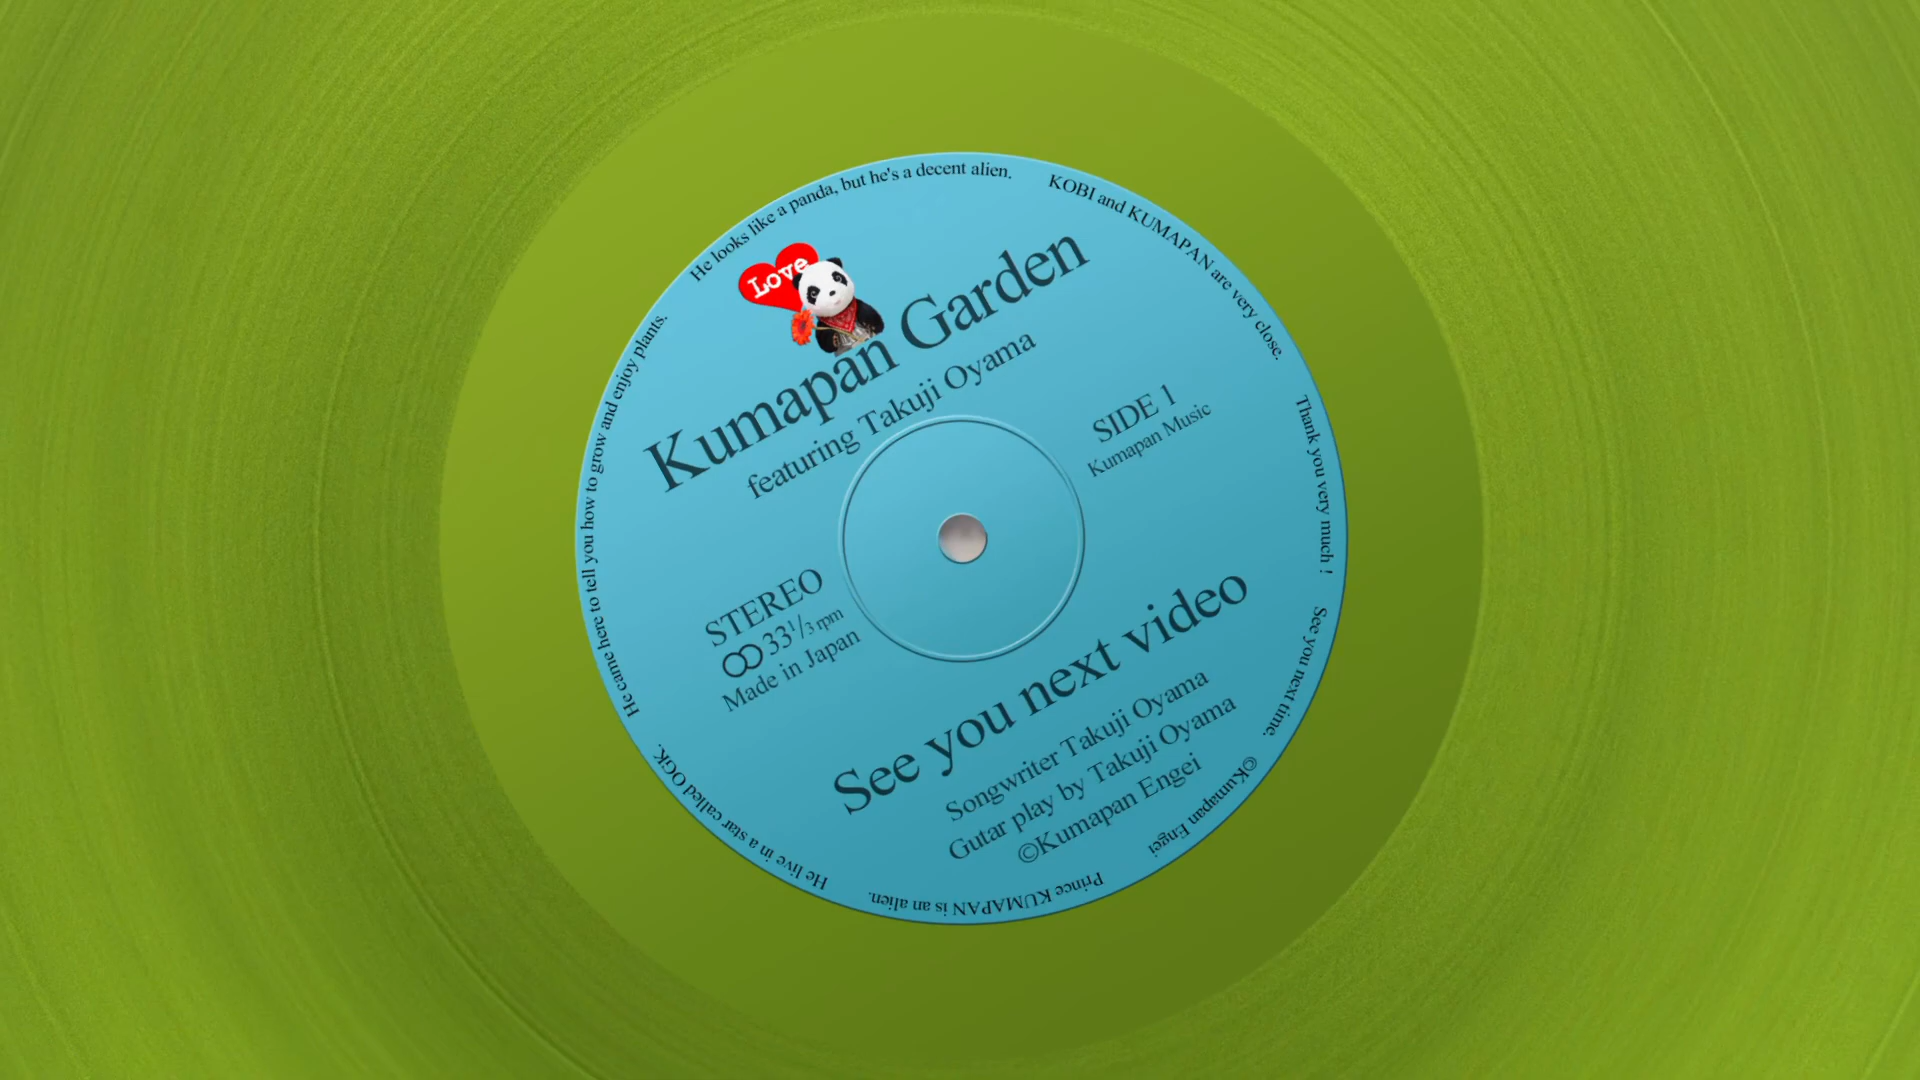 Love
Kumapan Garden
featuring Takuji Oyama
SIDE 1
Kumapan Music
STEREO
33 1/3 rpm
Made in Japan
See you next video
Songwriter Takuji Oyama
Gutar play by Takuji Oyama
©Kumapan Engei
Prince KUMAPAN is an alien.
He live in a star called OGK.
He came here to tell you how to grow and enjoy plants.
He looks like a panda, but he's a decent alien.
KOBI and KUMAPAN are very close.
Thank you very much !
See you next time.
©Kumapan Engei